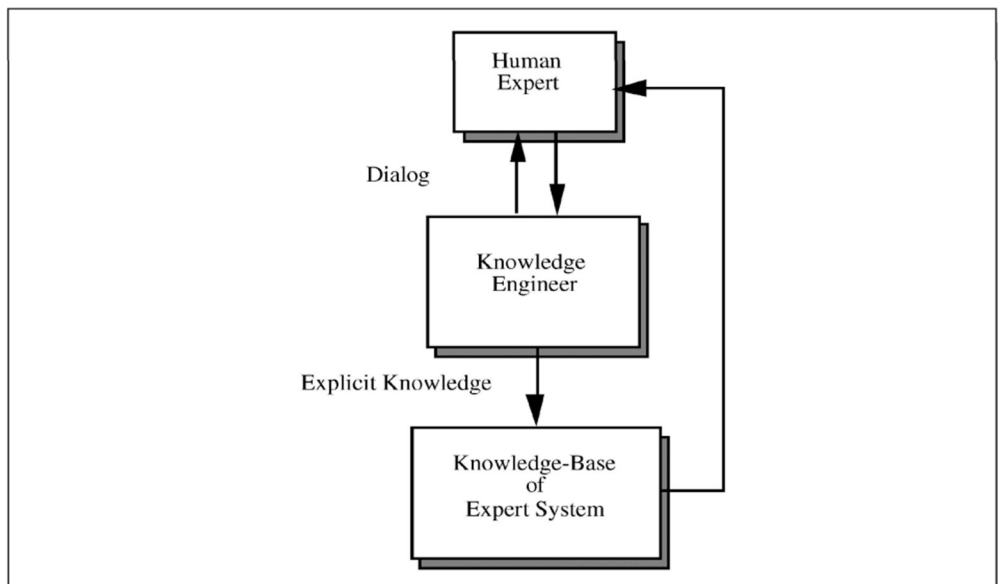 Human
Expert
Dialog
Knowledge
Engineer
Explicit Knowledge
Knowledge-Base
of
Expert System